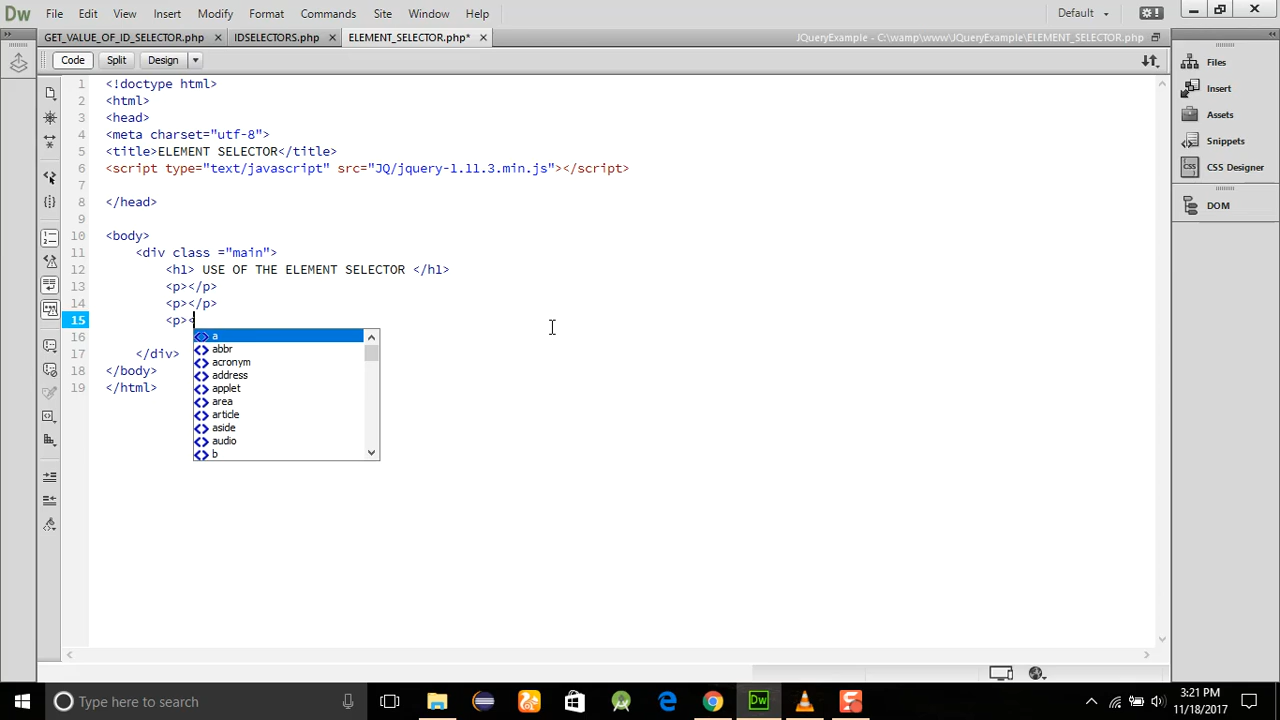 Dw File Edit View Insert Modify Format Commands Site Window Help Default
GET_VALUE_OF_ID_SELECTOR.php IDSELECTORS.php ELEMENT_SELECTOR.php* JQueryExample - C:\wamp\www\JQueryExample\ELEMENT_SELECTOR.php
Code Split Design
1 <!doctype html>
2 <html>
3 <head>
4 <meta charset="utf-8">
5 <title>ELEMENT SELECTOR</title>
6 <script type="text/javascript" src="JQ/jquery-1.11.3.min.js"></script>
7
8 </head>
9
10 <body>
11 <div class ="main">
12 <h1> USE OF THE ELEMENT SELECTOR </h1>
13 <p></p>
14 <p></p>
15 <p><
16
17 </div>
18 </body>
19 </html>
a
abbr
acronym
address
applet
area
article
aside
audio
b
Files
Insert
Assets
Snippets
CSS Designer
DOM
Type here to search
Dw
3:21 PM
11/18/2017